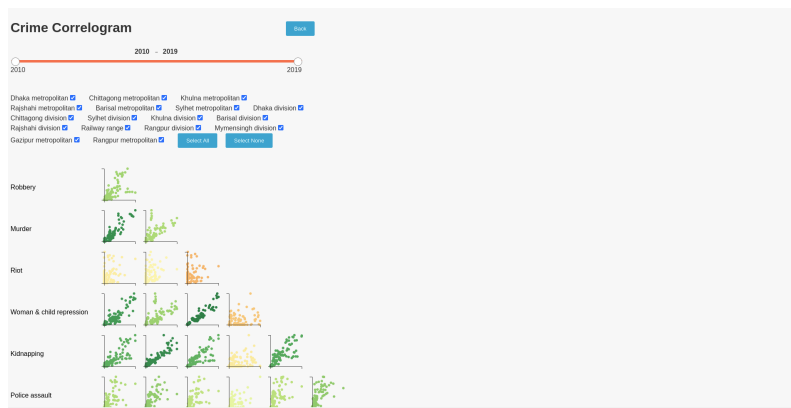 Crime Correlogram
Back
2010 - 2019
2010 2019
Dhaka metropolitan Chittagong metropolitan Khulna metropolitan
Rajshahi metropolitan Barisal metropolitan Sylhet metropolitan Dhaka division
Chittagong division Sylhet division Khulna division Barisal division
Rajshahi division Railway range Rangpur division Mymensingh division
Gazipur metropolitan Rangpur metropolitan Select All Select None
Robbery
Murder
Riot
Woman & child repression
Kidnapping
Police assault